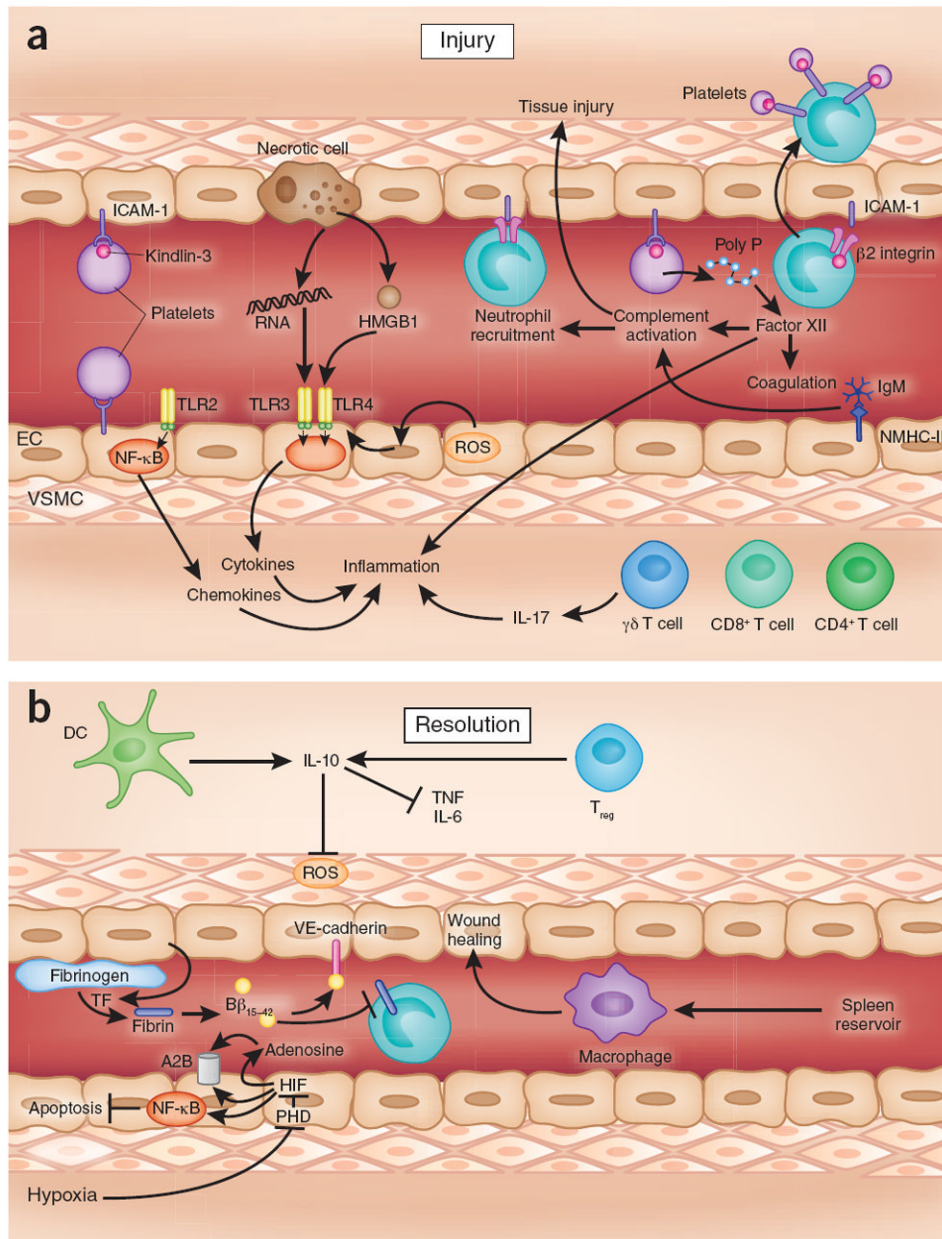 a
Injury
Tissue injury
Platelets
Necrotic cell
ICAM-1
ICAM-1
Kindlin-3
Poly P
β2 integrin
Platelets
RNA
HMGB1
Neutrophil
recruitment
Complement
activation
Factor XII
Coagulation
IgM
TLR2
TLR3
TLR4
EC
NF-κB
ROS
NMHC-II
VSMC
Cytokines
Inflammation
Chemokines
IL-17
γδ T cell
CD8+ T cell
CD4+ T cell
b
Resolution
DC
IL-10
TNF
IL-6
Treg
ROS
VE-cadherin
Wound
healing
Fibrinogen
TF
Fibrin
Bβ15–42
Spleen
reservoir
Adenosine
Macrophage
A2B
HIF
Apoptosis
NF-κB
PHD
Hypoxia